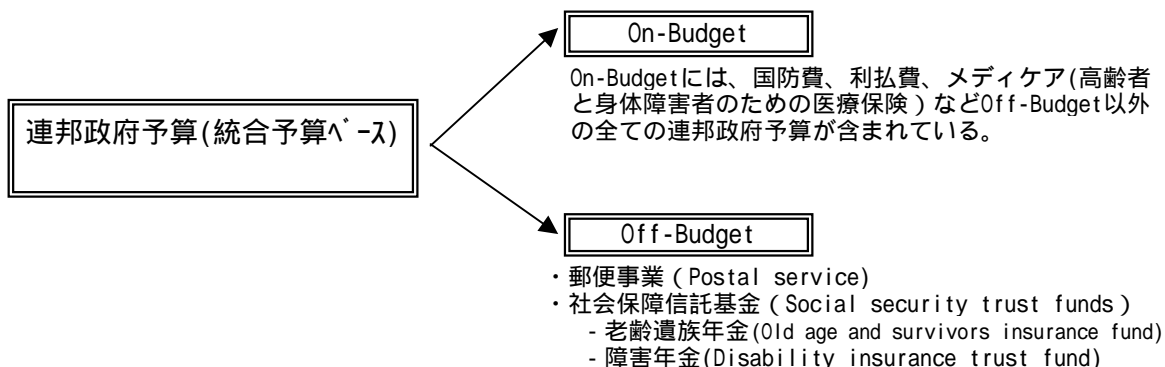 On-Budget
On-Budgetには、国防費、利払費、メディケア(高齢者
と身体障害者のための医療保険)などOff-Budget以外
の全ての連邦政府予算が含まれている。
連邦政府予算(統合予算ﾍﾞｰｽ)
Off-Budget
・郵便事業(Postal service)
・社会保障信託基金(Social security trust funds)
- 老齢遺族年金(Old age and survivors insurance fund)
- 障害年金(Disability insurance trust fund)